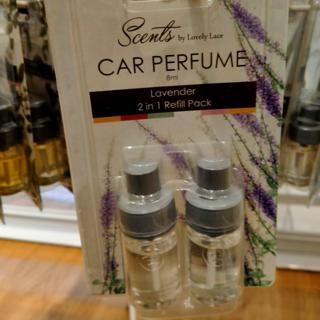 Scents by Lovely Lace
CAR PERFUME
8ml
Lavender
2 in 1 Refill Pack